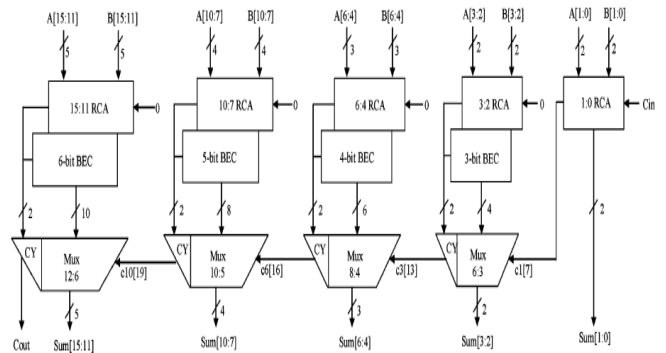 A[15:11] B[15:11] A[10:7] B[10:7] A[6:4] B[6:4] A[3:2] B[3:2] A[1:0] B[1:0]
5 5 4 4 3 3 2 2 2 2
15:11 RCA 0 10:7 RCA 0 6:4 RCA 0 3:2 RCA 0 1:0 RCA Cin
6-bit BEC 5-bit BEC 4-bit BEC 3-bit BEC
2 10 2 8 2 6 2 4 2
CY Mux 12:6 c10[19] CY Mux 10:5 c6[16] CY Mux 8:4 c3[13] CY Mux 6:3 c1[7]
5 4 3 2
Cout Sum[15:11] Sum[10:7] Sum[6:4] Sum[3:2] Sum[1:0]